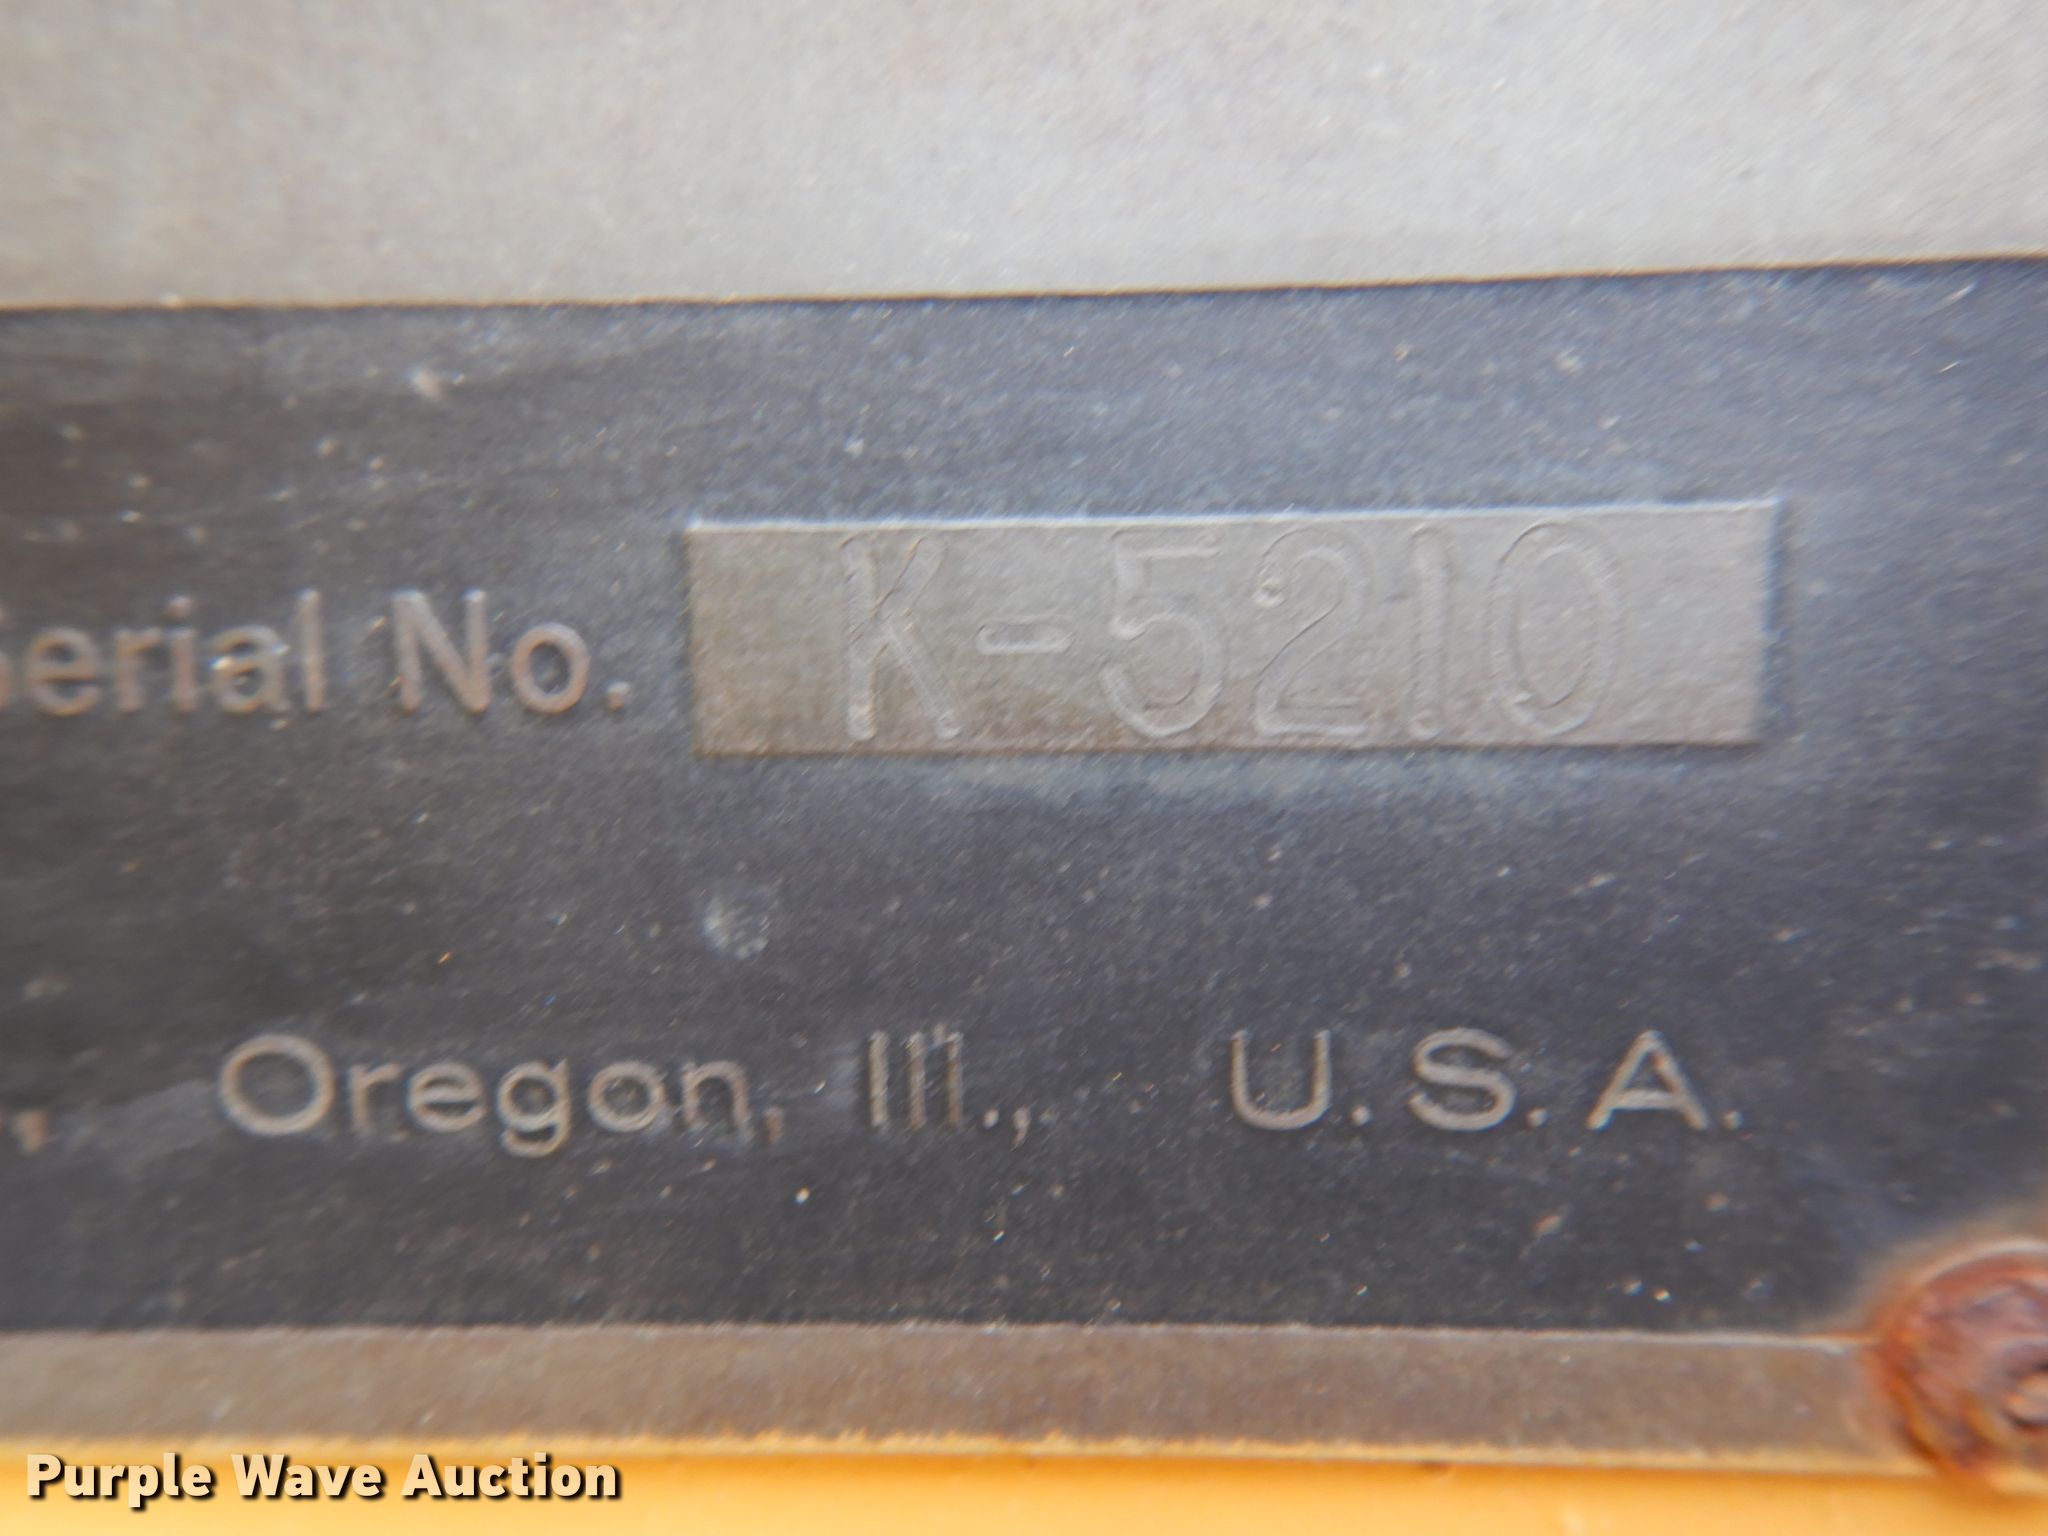 Serial No. K-5210
., Oregon, Ill., U.S.A.
Purple Wave Auction